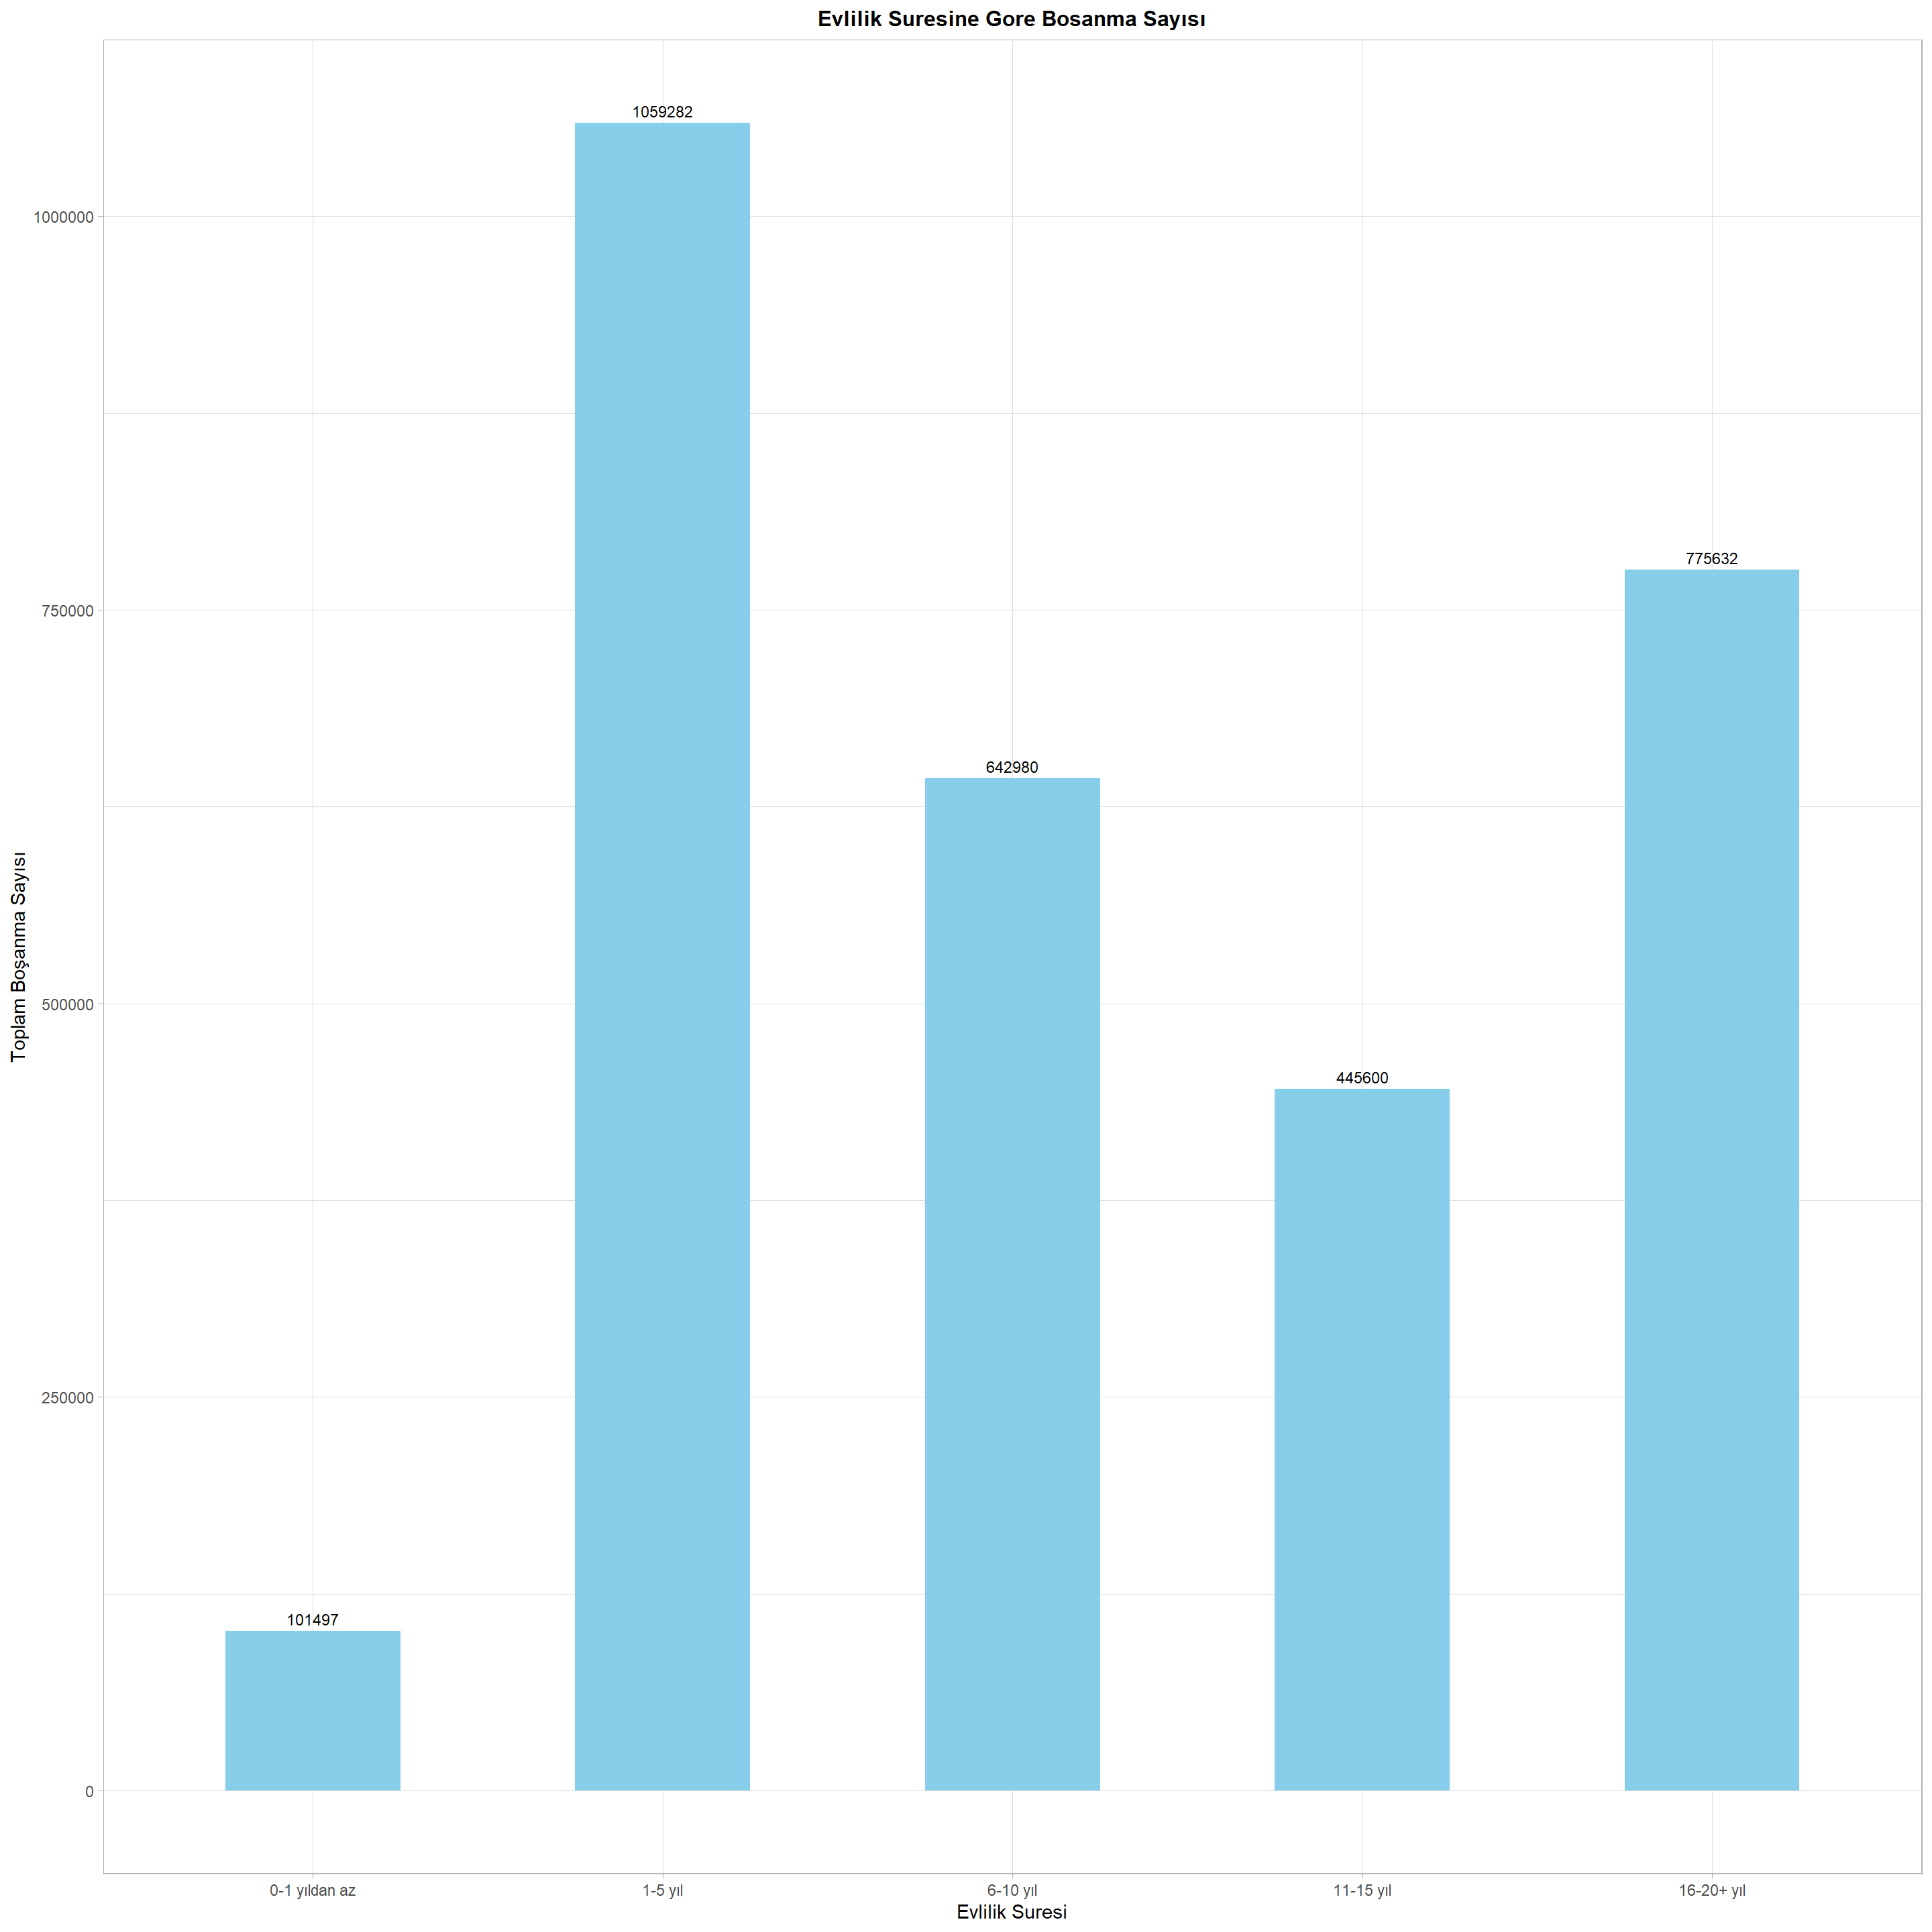 Evlilik Suresine Gore Bosanma Sayısı
1059282
1000000
775632
750000
642980
Toplam Boşanma Sayısı
500000
445600
250000
101497
0
0-1 yıldan az
1-5 yıl
6-10 yıl
11-15 yıl
16-20+ yıl
Evlilik Suresi